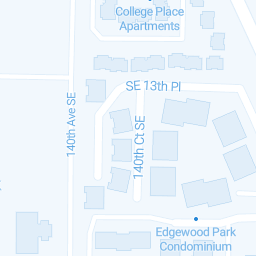 College Place
Apartments
SE 13th Pl
140th Ave SE
140th Ct SE
Edgewood Park
Condominium